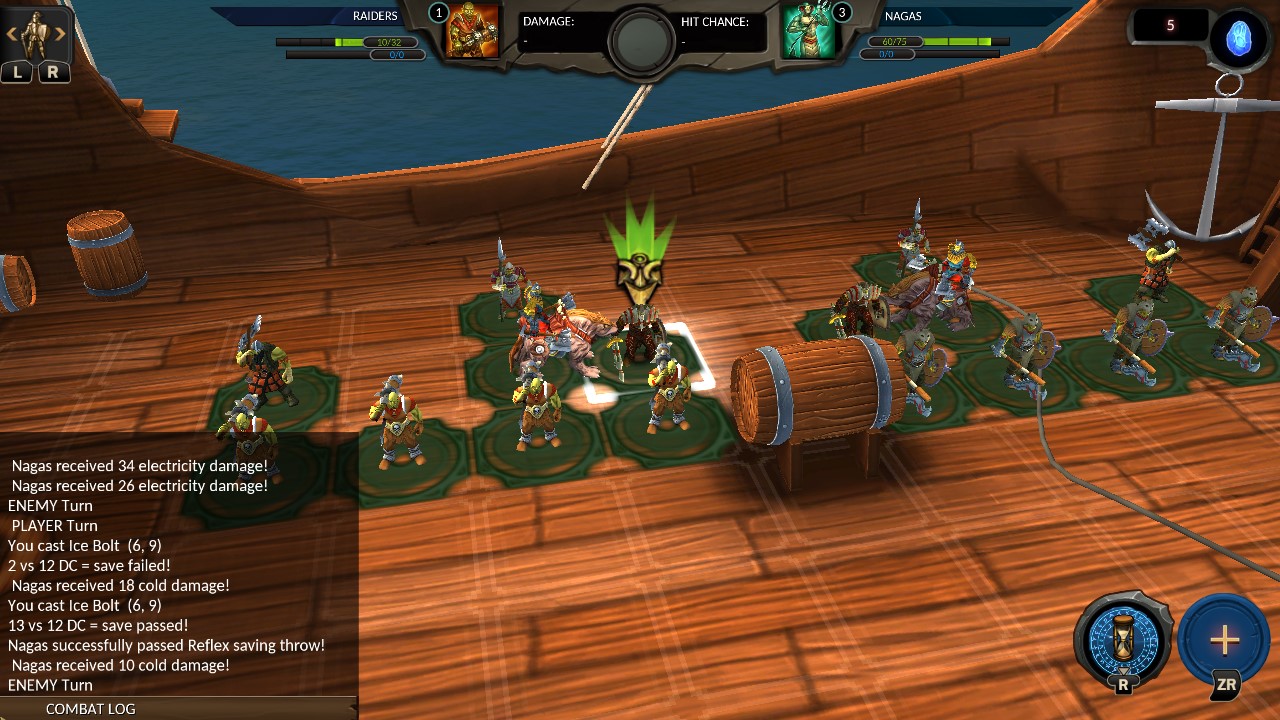 RAIDERS
1
DAMAGE:
-
HIT CHANCE:
-
3
NAGAS
5
10/32
0/0
60/75
0/0
L
R
Nagas received 34 electricity damage!
Nagas received 26 electricity damage!
ENEMY Turn
PLAYER Turn
You cast Ice Bolt (6, 9)
2 vs 12 DC = save failed!
Nagas received 18 cold damage!
You cast Ice Bolt (6, 9)
13 vs 12 DC = save passed!
Nagas successfully passed Reflex saving throw!
Nagas received 10 cold damage!
ENEMY Turn
COMBAT LOG
R
ZR